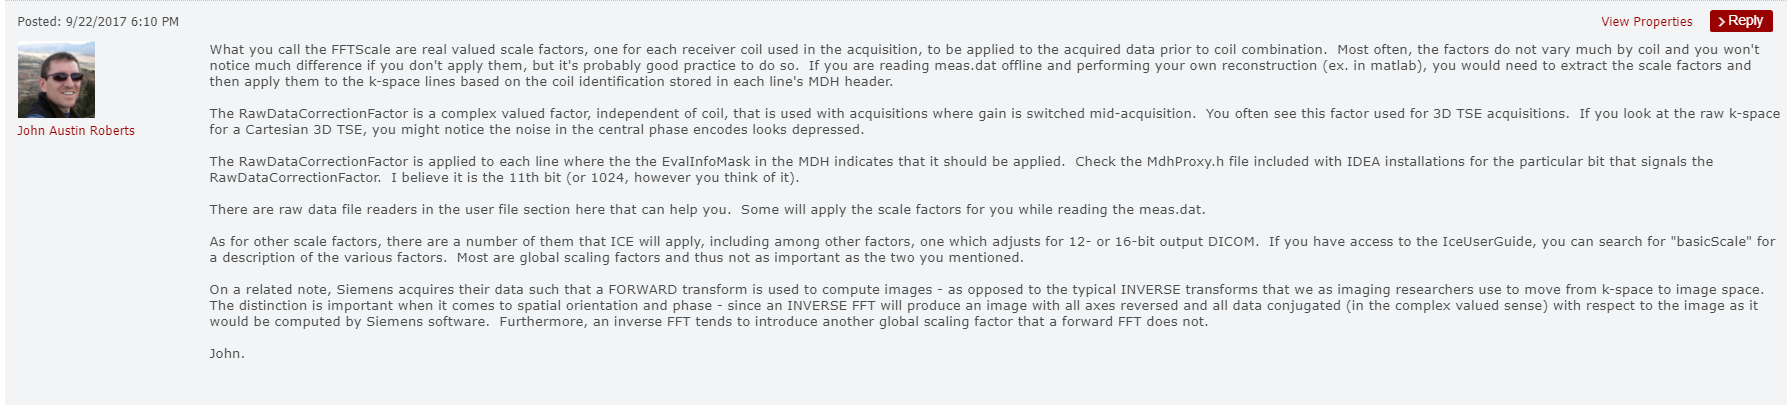 Posted: 9/22/2017 6:10 PM
View Properties
Reply
What you call the FFTScale are real valued scale factors, one for each receiver coil used in the acquisition, to be applied to the acquired data prior to coil combination.  Most often, the factors do not vary much by coil and you won't
notice much difference if you don't apply them, but it's probably good practice to do so.  If you are reading meas.dat offline and performing your own reconstruction (ex. in matlab), you would need to extract the scale factors and
then apply them to the k-space lines based on the coil identification stored in each line's MDH header.
The RawDataCorrectionFactor is a complex valued factor, independent of coil, that is used with acquisitions where gain is switched mid-acquisition.  You often see this factor used for 3D TSE acquisitions.  If you look at the raw k-space
for a Cartesian 3D TSE, you might notice the noise in the central phase encodes looks depressed.
John Austin Roberts
The RawDataCorrectionFactor is applied to each line where the the EvalInfoMask in the MDH indicates that it should be applied.  Check the MdhProxy.h file included with IDEA installations for the particular bit that signals the
RawDataCorrectionFactor.  I believe it is the 11th bit (or 1024, however you think of it).
There are raw data file readers in the user file section here that can help you.  Some will apply the scale factors for you while reading the meas.dat.
As for other scale factors, there are a number of them that ICE will apply, including among other factors, one which adjusts for 12- or 16-bit output DICOM.  If you have access to the IceUserGuide, you can search for "basicScale" for
a description of the various factors.  Most are global scaling factors and thus not as important as the two you mentioned.
On a related note, Siemens acquires their data such that a FORWARD transform is used to compute images - as opposed to the typical INVERSE transforms that we as imaging researchers use to move from k-space to image space.
The distinction is important when it comes to spatial orientation and phase - since an INVERSE FFT will produce an image with all axes reversed and all data conjugated (in the complex valued sense) with respect to the image as it
would be computed by Siemens software.  Furthermore, an inverse FFT tends to introduce another global scaling factor that a forward FFT does not.
John.